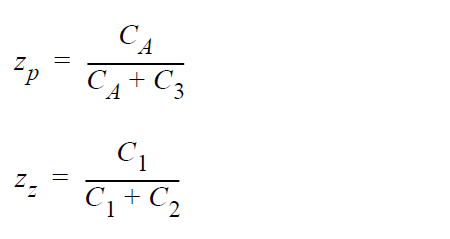 z_p = C_A / (C_A + C_3)
z_z = C_1 / (C_1 + C_2)